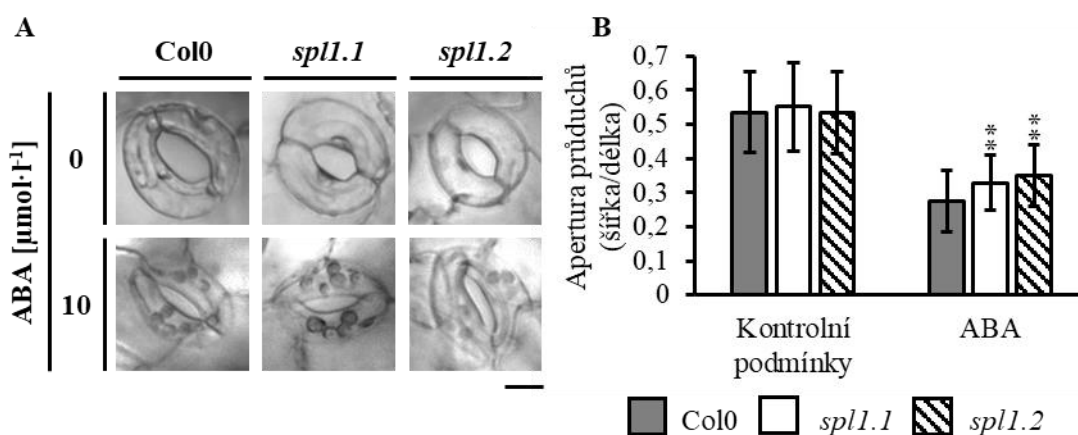 A
Col0 spl1.1 spl1.2
ABA [µmol·l⁻¹]
0
10
B
Apertura průduchů
(šířka/délka)
0,7
0,6
0,5
0,4
0,3
0,2
0,1
0
** **
Kontrolní
podmínky
ABA
Col0 spl1.1 spl1.2